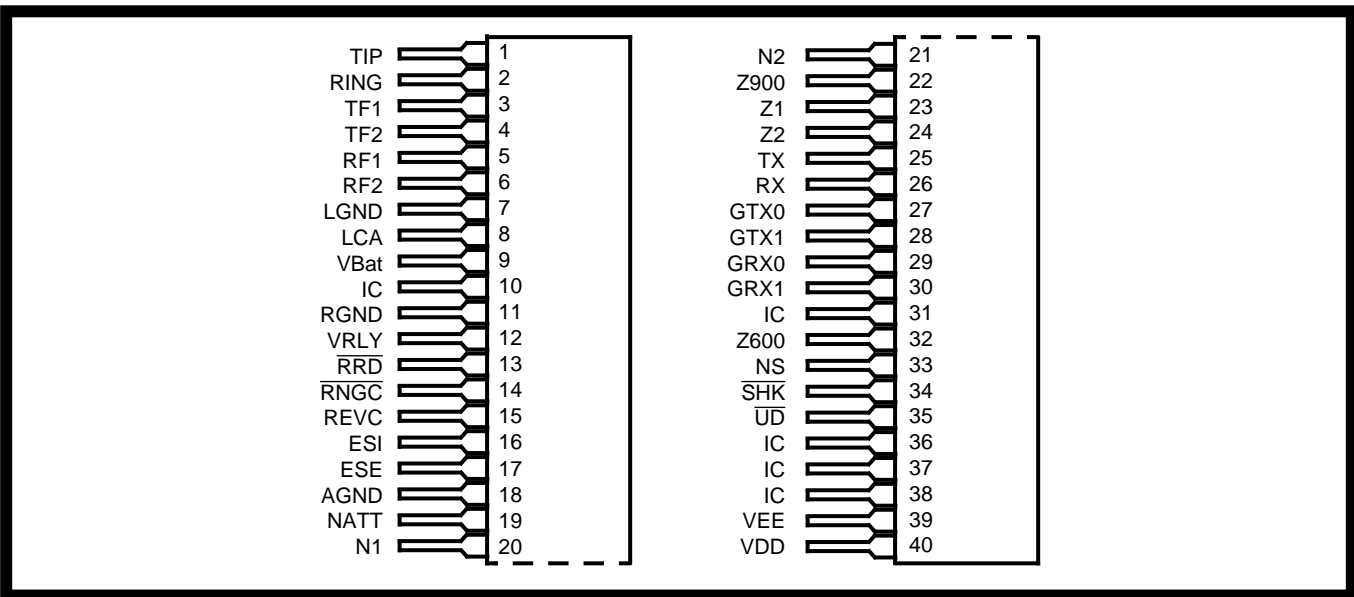 TIP 1
RING 2
TF1 3
TF2 4
RF1 5
RF2 6
LGND 7
LCA 8
VBat 9
IC 10
RGND 11
VRLY 12
R̅R̅D̅ 13
R̅N̅G̅C̅ 14
REVC 15
ESI 16
ESE 17
AGND 18
NATT 19
N1 20
N2 21
Z900 22
Z1 23
Z2 24
TX 25
RX 26
GTX0 27
GTX1 28
GRX0 29
GRX1 30
IC 31
Z600 32
NS 33
S̅H̅K̅ 34
U̅D̅ 35
IC 36
IC 37
IC 38
VEE 39
VDD 40